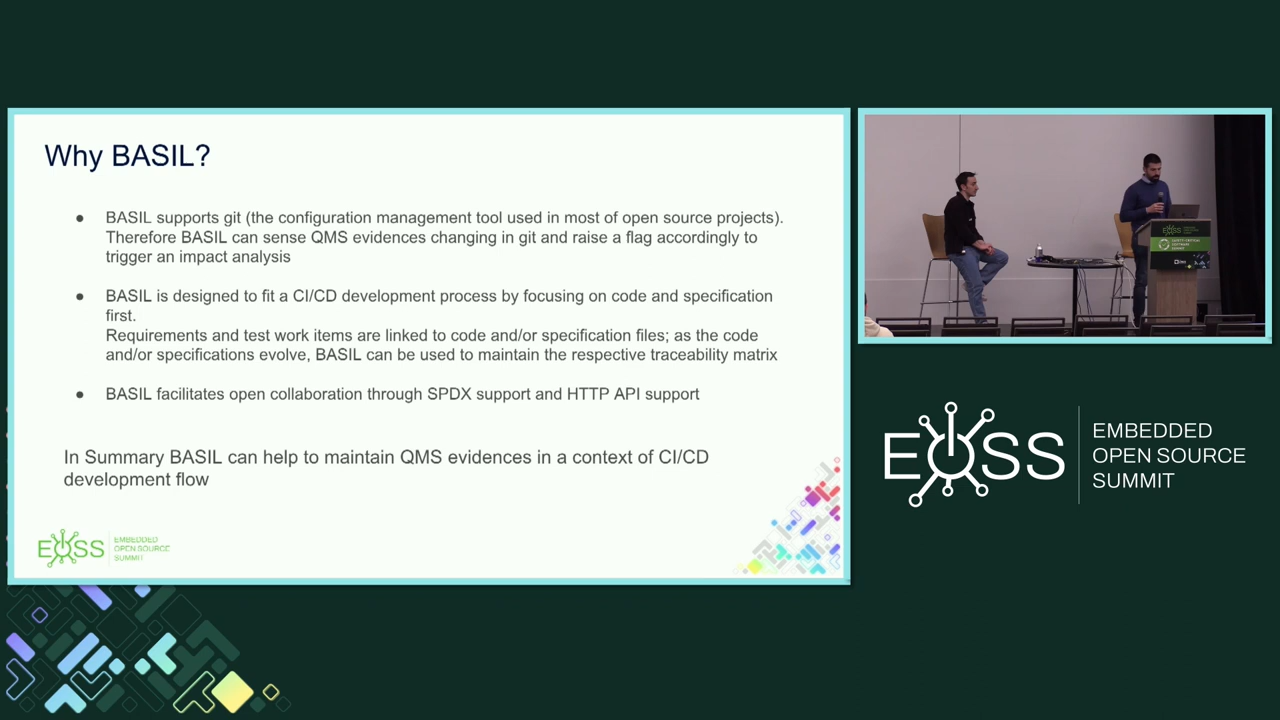 Why BASIL?
● BASIL supports git (the configuration management tool used in most of open source projects).
Therefore BASIL can sense QMS evidences changing in git and raise a flag accordingly to
trigger an impact analysis
● BASIL is designed to fit a CI/CD development process by focusing on code and specification
first.
Requirements and test work items are linked to code and/or specification files; as the code
and/or specifications evolve, BASIL can be used to maintain the respective traceability matrix
● BASIL facilitates open collaboration through SPDX support and HTTP API support
In Summary BASIL can help to maintain QMS evidences in a context of CI/CD
development flow
EOSS
EMBEDDED
OPEN SOURCE
SUMMIT
EOSS
EMBEDDED
OPEN SOURCE
SUMMIT